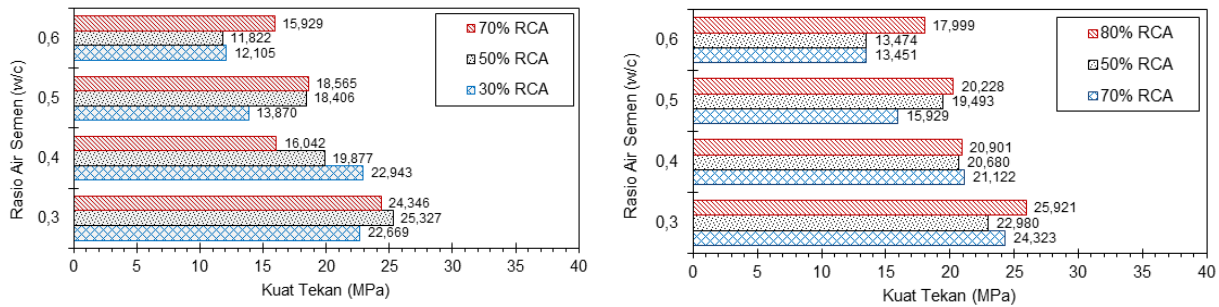 0,6
0,5
0,4
0,3
Rasio Air Semen (w/c)
15,929
11,822
12,105
18,565
18,406
13,870
16,042
19,877
22,943
24,346
25,327
22,669
70% RCA
50% RCA
30% RCA
0 5 10 15 20 25 30 35 40
Kuat Tekan (MPa)
0,6
0,5
0,4
0,3
Rasio Air Semen (w/c)
17,999
13,474
13,451
20,228
19,493
15,929
20,901
20,680
21,122
25,921
22,980
24,323
80% RCA
50% RCA
70% RCA
0 5 10 15 20 25 30 35 40
Kuat Tekan (MPa)